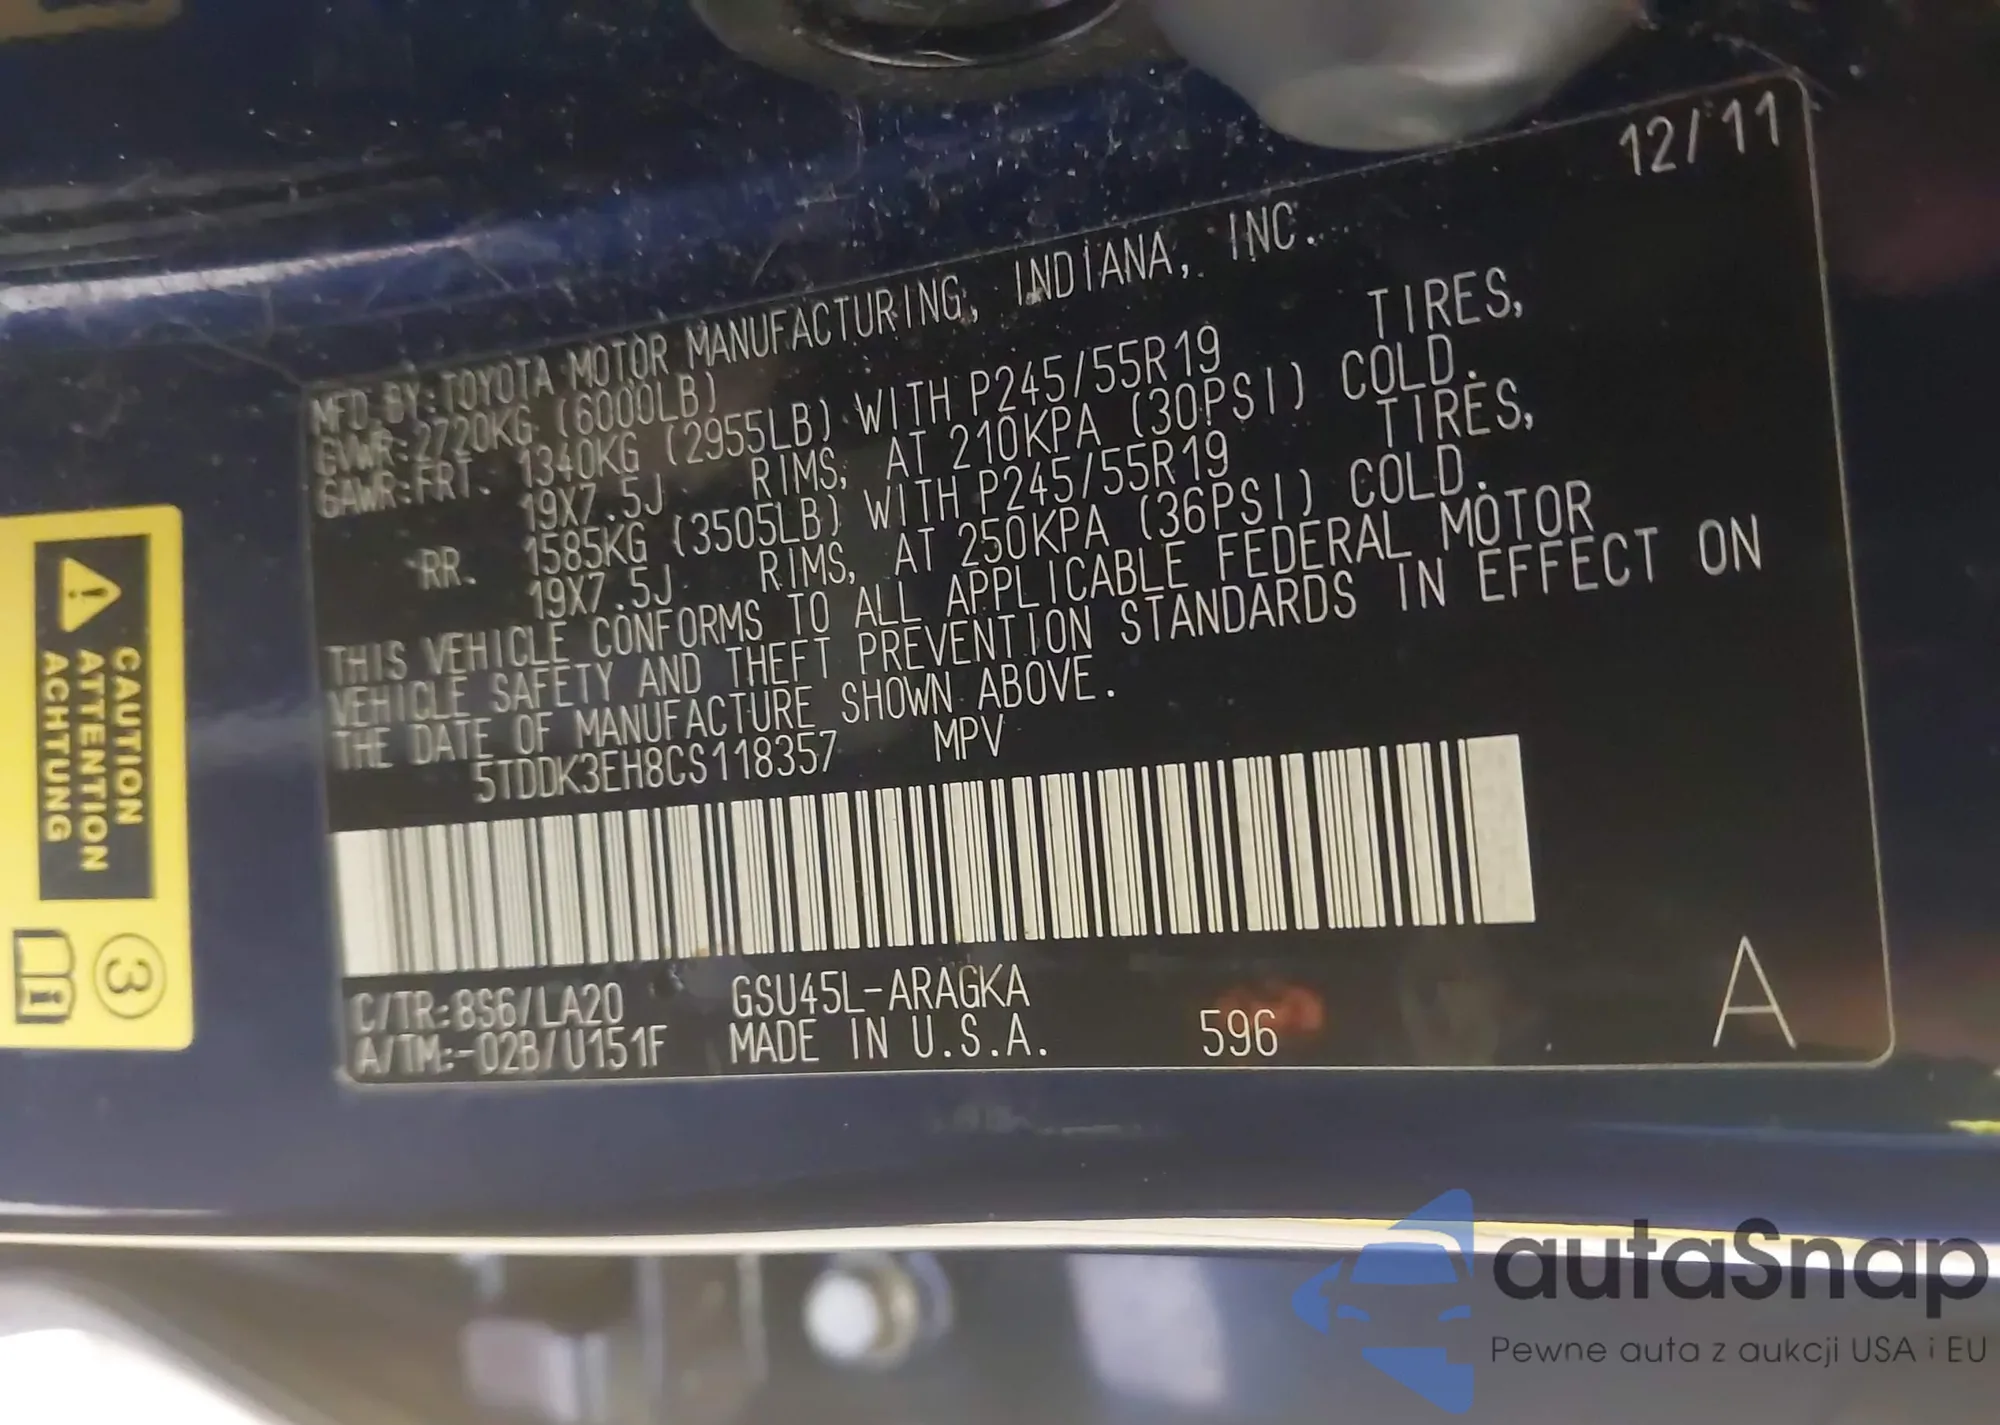 12/11
MFD. BY: TOYOTA MOTOR MANUFACTURING, INDIANA, INC.
GVWR: 2720KG (6000LB)
GAWR: FRT. 1340KG (2955LB) WITH P245/55R19 TIRES,
19X7.5J RIMS, AT 210KPA (30PSI) COLD.
RR. 1585KG (3505LB) WITH P245/55R19 TIRES,
19X7.5J RIMS, AT 250KPA (36PSI) COLD.
THIS VEHICLE CONFORMS TO ALL APPLICABLE FEDERAL MOTOR
VEHICLE SAFETY AND THEFT PREVENTION STANDARDS IN EFFECT ON
THE DATE OF MANUFACTURE SHOWN ABOVE.
5TDDK3EH8CS118357 MPV
C/TR: 8S6/LA20 GSU45L-ARAGKA
A/TM:-02B/U151F MADE IN U.S.A. 596 A
CAUTION
ATTENTION
ACHTUNG
3
autaSnap
Pewne auta z aukcji USA i EU